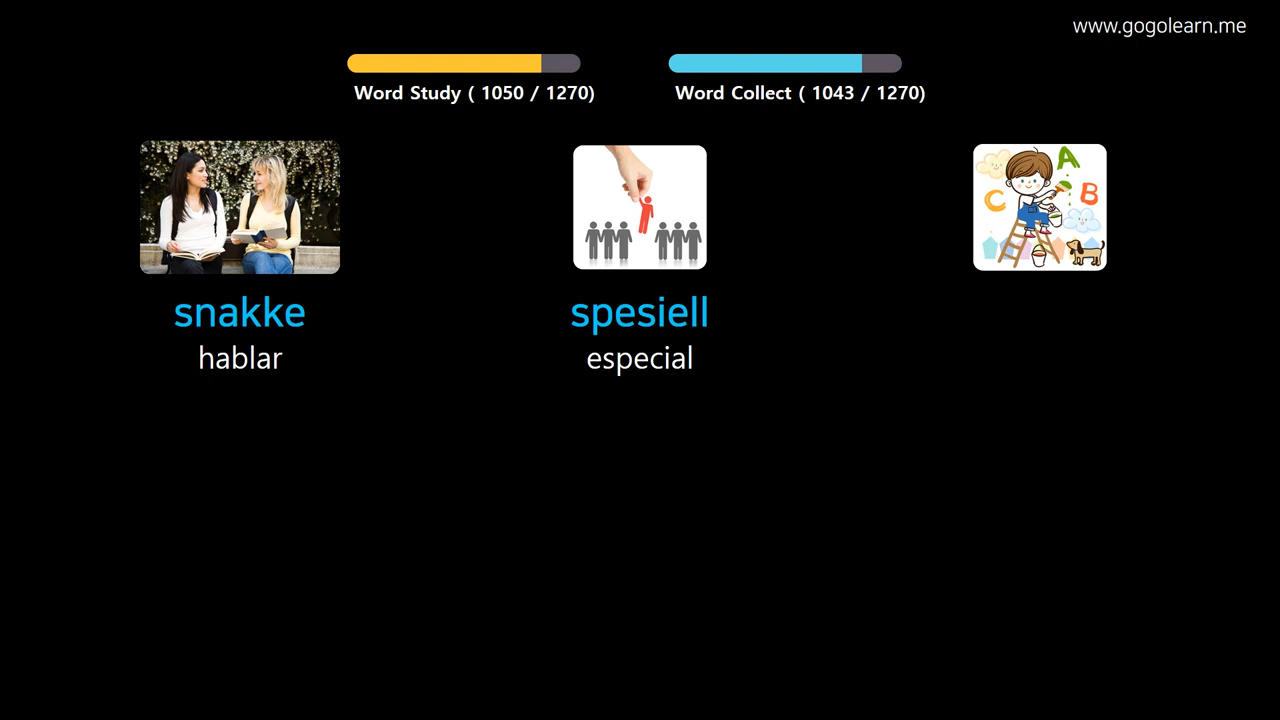 www.gogolearn.me
Word Study ( 1050 / 1270)
Word Collect ( 1043 / 1270)
A
B
C
snakke
spesiell
hablar
especial